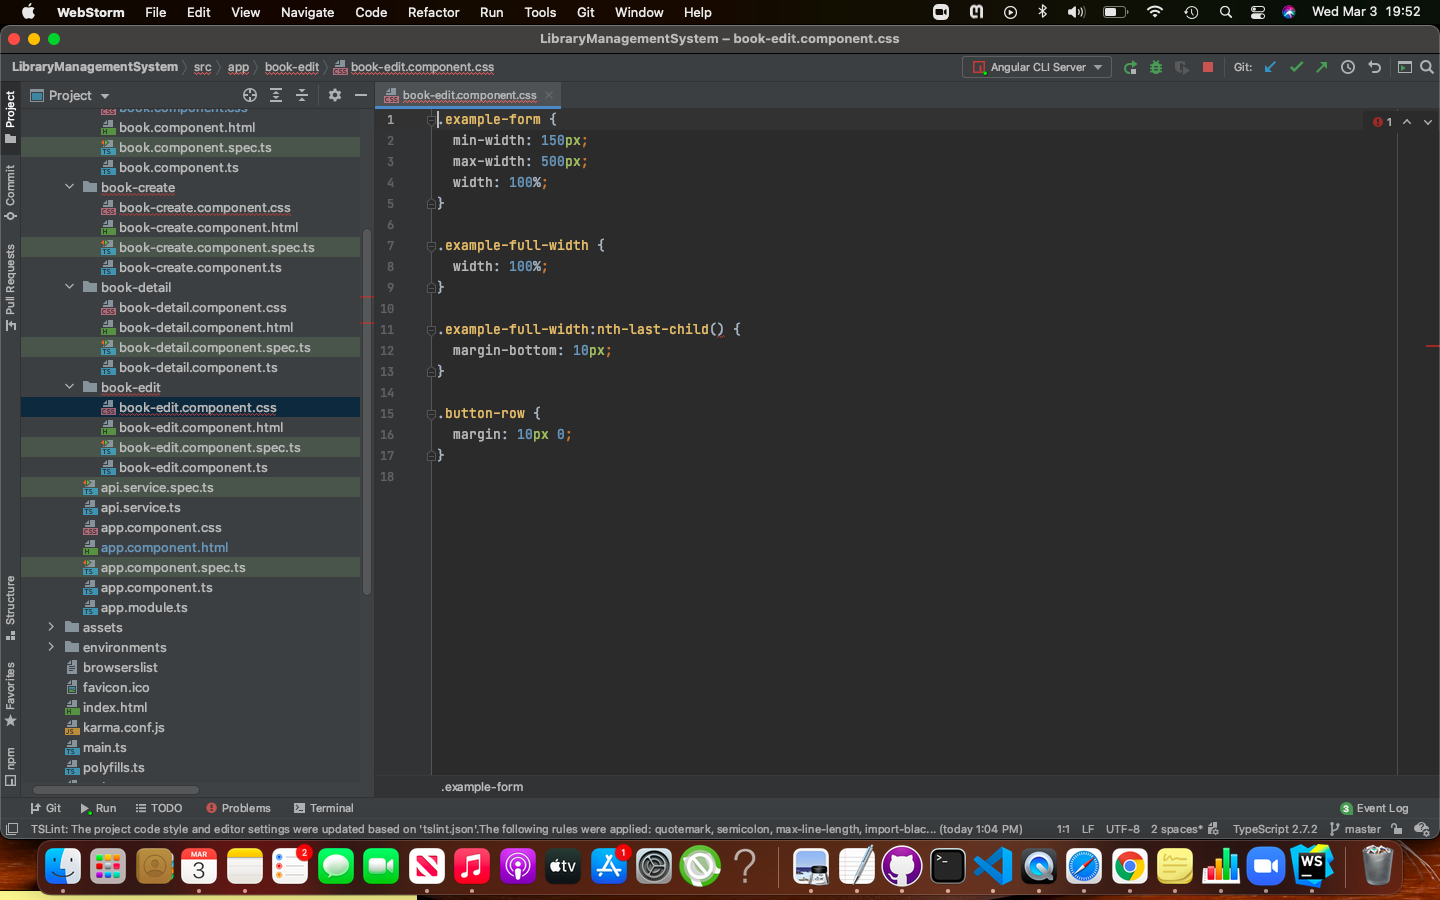 WebStorm File Edit View Navigate Code Refactor Run Tools Git Window Help Wed Mar 3 19:52
LibraryManagementSystem – book-edit.component.css
LibraryManagementSystem src app book-edit book-edit.component.css Angular CLI Server Git:
Project book-edit.component.css
book.component.css
book.component.html
book.component.spec.ts
book.component.ts
book-create
book-create.component.css
book-create.component.html
book-create.component.spec.ts
book-create.component.ts
book-detail
book-detail.component.css
book-detail.component.html
book-detail.component.spec.ts
book-detail.component.ts
book-edit
book-edit.component.css
book-edit.component.html
book-edit.component.spec.ts
book-edit.component.ts
api.service.spec.ts
api.service.ts
app.component.css
app.component.html
app.component.spec.ts
app.component.ts
app.module.ts
assets
environments
browserslist
favicon.ico
index.html
karma.conf.js
main.ts
polyfills.ts
Project
Commit
Pull Requests
Structure
Favorites
npm
1 .example-form {
2 min-width: 150px;
3 max-width: 500px;
4 width: 100%;
5 }
6
7 .example-full-width {
8 width: 100%;
9 }
10
11 .example-full-width:nth-last-child() {
12 margin-bottom: 10px;
13 }
14
15 .button-row {
16 margin: 10px 0;
17 }
18
1
.example-form
Git Run TODO Problems Terminal 3 Event Log
TSLint: The project code style and editor settings were updated based on 'tslint.json'.The following rules were applied: quotemark, semicolon, max-line-length, import-blac... (today 1:04 PM) 1:1 LF UTF-8 2 spaces* TypeScript 2.7.2 master
MAR
3
2
tv
1
WS